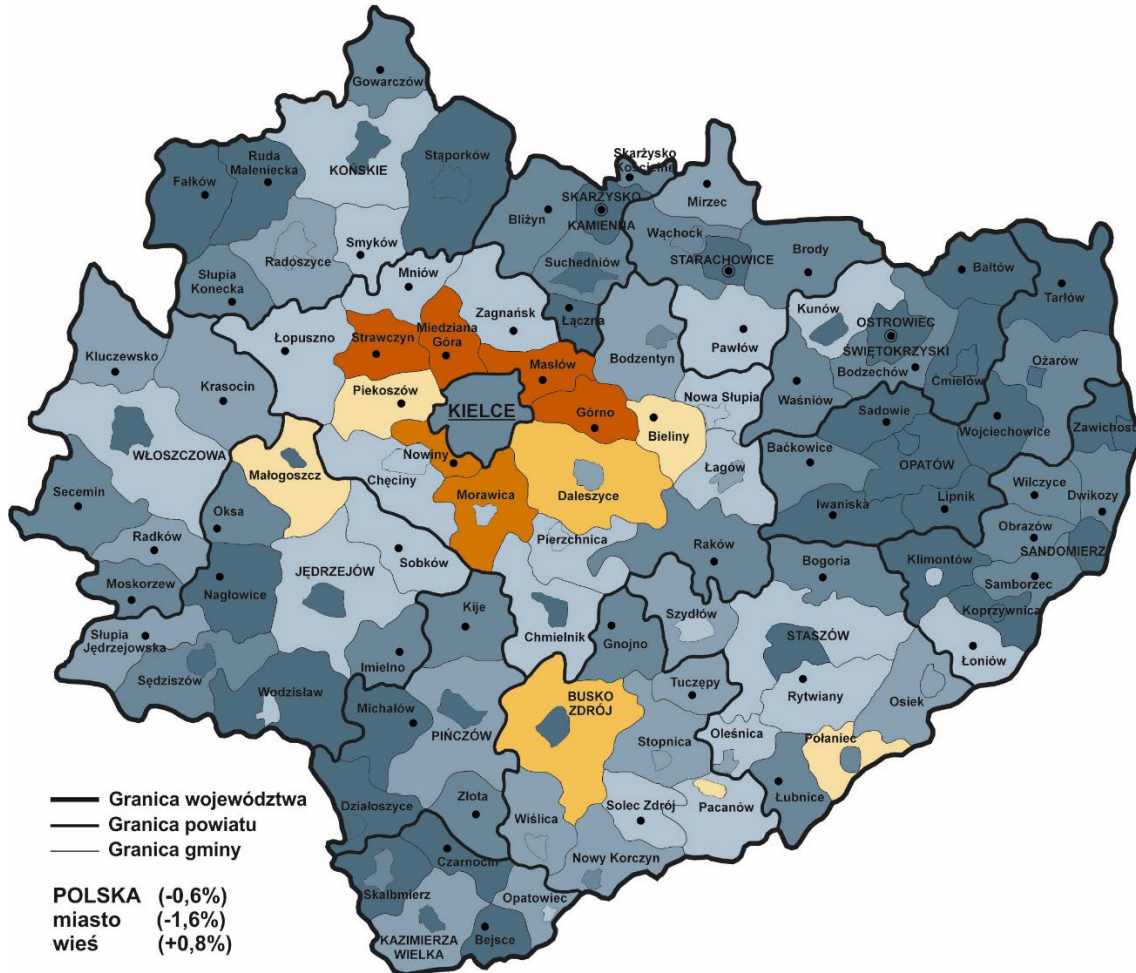 Gowarczów
Ruda
Maleniecka
KOŃSKIE
Stąporków
Fałków
Skarżysko
Kościelne
SKARŻYSKO
KAMIENNA
Bliżyn
Mirzec
Wąchock
Radoszyce
Smyków
Suchedniów
STARACHOWICE
Brody
Słupia
Konecka
Mniów
Zagnańsk
Łączna
Bałtów
Tarłów
Kunów
OSTROWIEC
ŚWIĘTOKRZYSKI
Łopuszno
Strawczyn
Miedziana
Góra
Bodzentyn
Pawłów
Bodzechów
Ćmielów
Ożarów
Kluczewsko
Krasocin
Piekoszów
Masłów
Nowa Słupia
Waśniów
KIELCE
Górno
Bieliny
Sadowie
Wojciechowice
Zawichost
WŁOSZCZOWA
Małogoszcz
Nowiny
Chęciny
Łagów
Baćkowice
OPATÓW
Secemin
Oksa
Morawica
Daleszyce
Iwaniska
Lipnik
Wilczyce
Dwikozy
Radków
Sobków
Pierzchnica
Raków
Bogoria
Klimontów
Obrazów
SANDOMIERZ
Moskorzew
Nagłowice
JĘDRZEJÓW
Samborzec
Koprzywnica
Słupia
Jędrzejowska
Kije
Chmielnik
Gnojno
Szydłów
STASZÓW
Łoniów
Sędziszów
Imielno
Wodzisław
Michałów
PIŃCZÓW
BUSKO
ZDRÓJ
Tuczępy
Rytwiany
Osiek
Stopnica
Oleśnica
Połaniec
Działoszyce
Złota
Wiślica
Solec Zdrój
Pacanów
Łubnice
Czarnocin
Nowy Korczyn
Skalbmierz
Opatowiec
KAZIMIERZA
WIELKA
Bejsce
Granica województwa
Granica powiatu
Granica gminy
POLSKA (-0,6%)
miasto (-1,6%)
wieś (+0,8%)